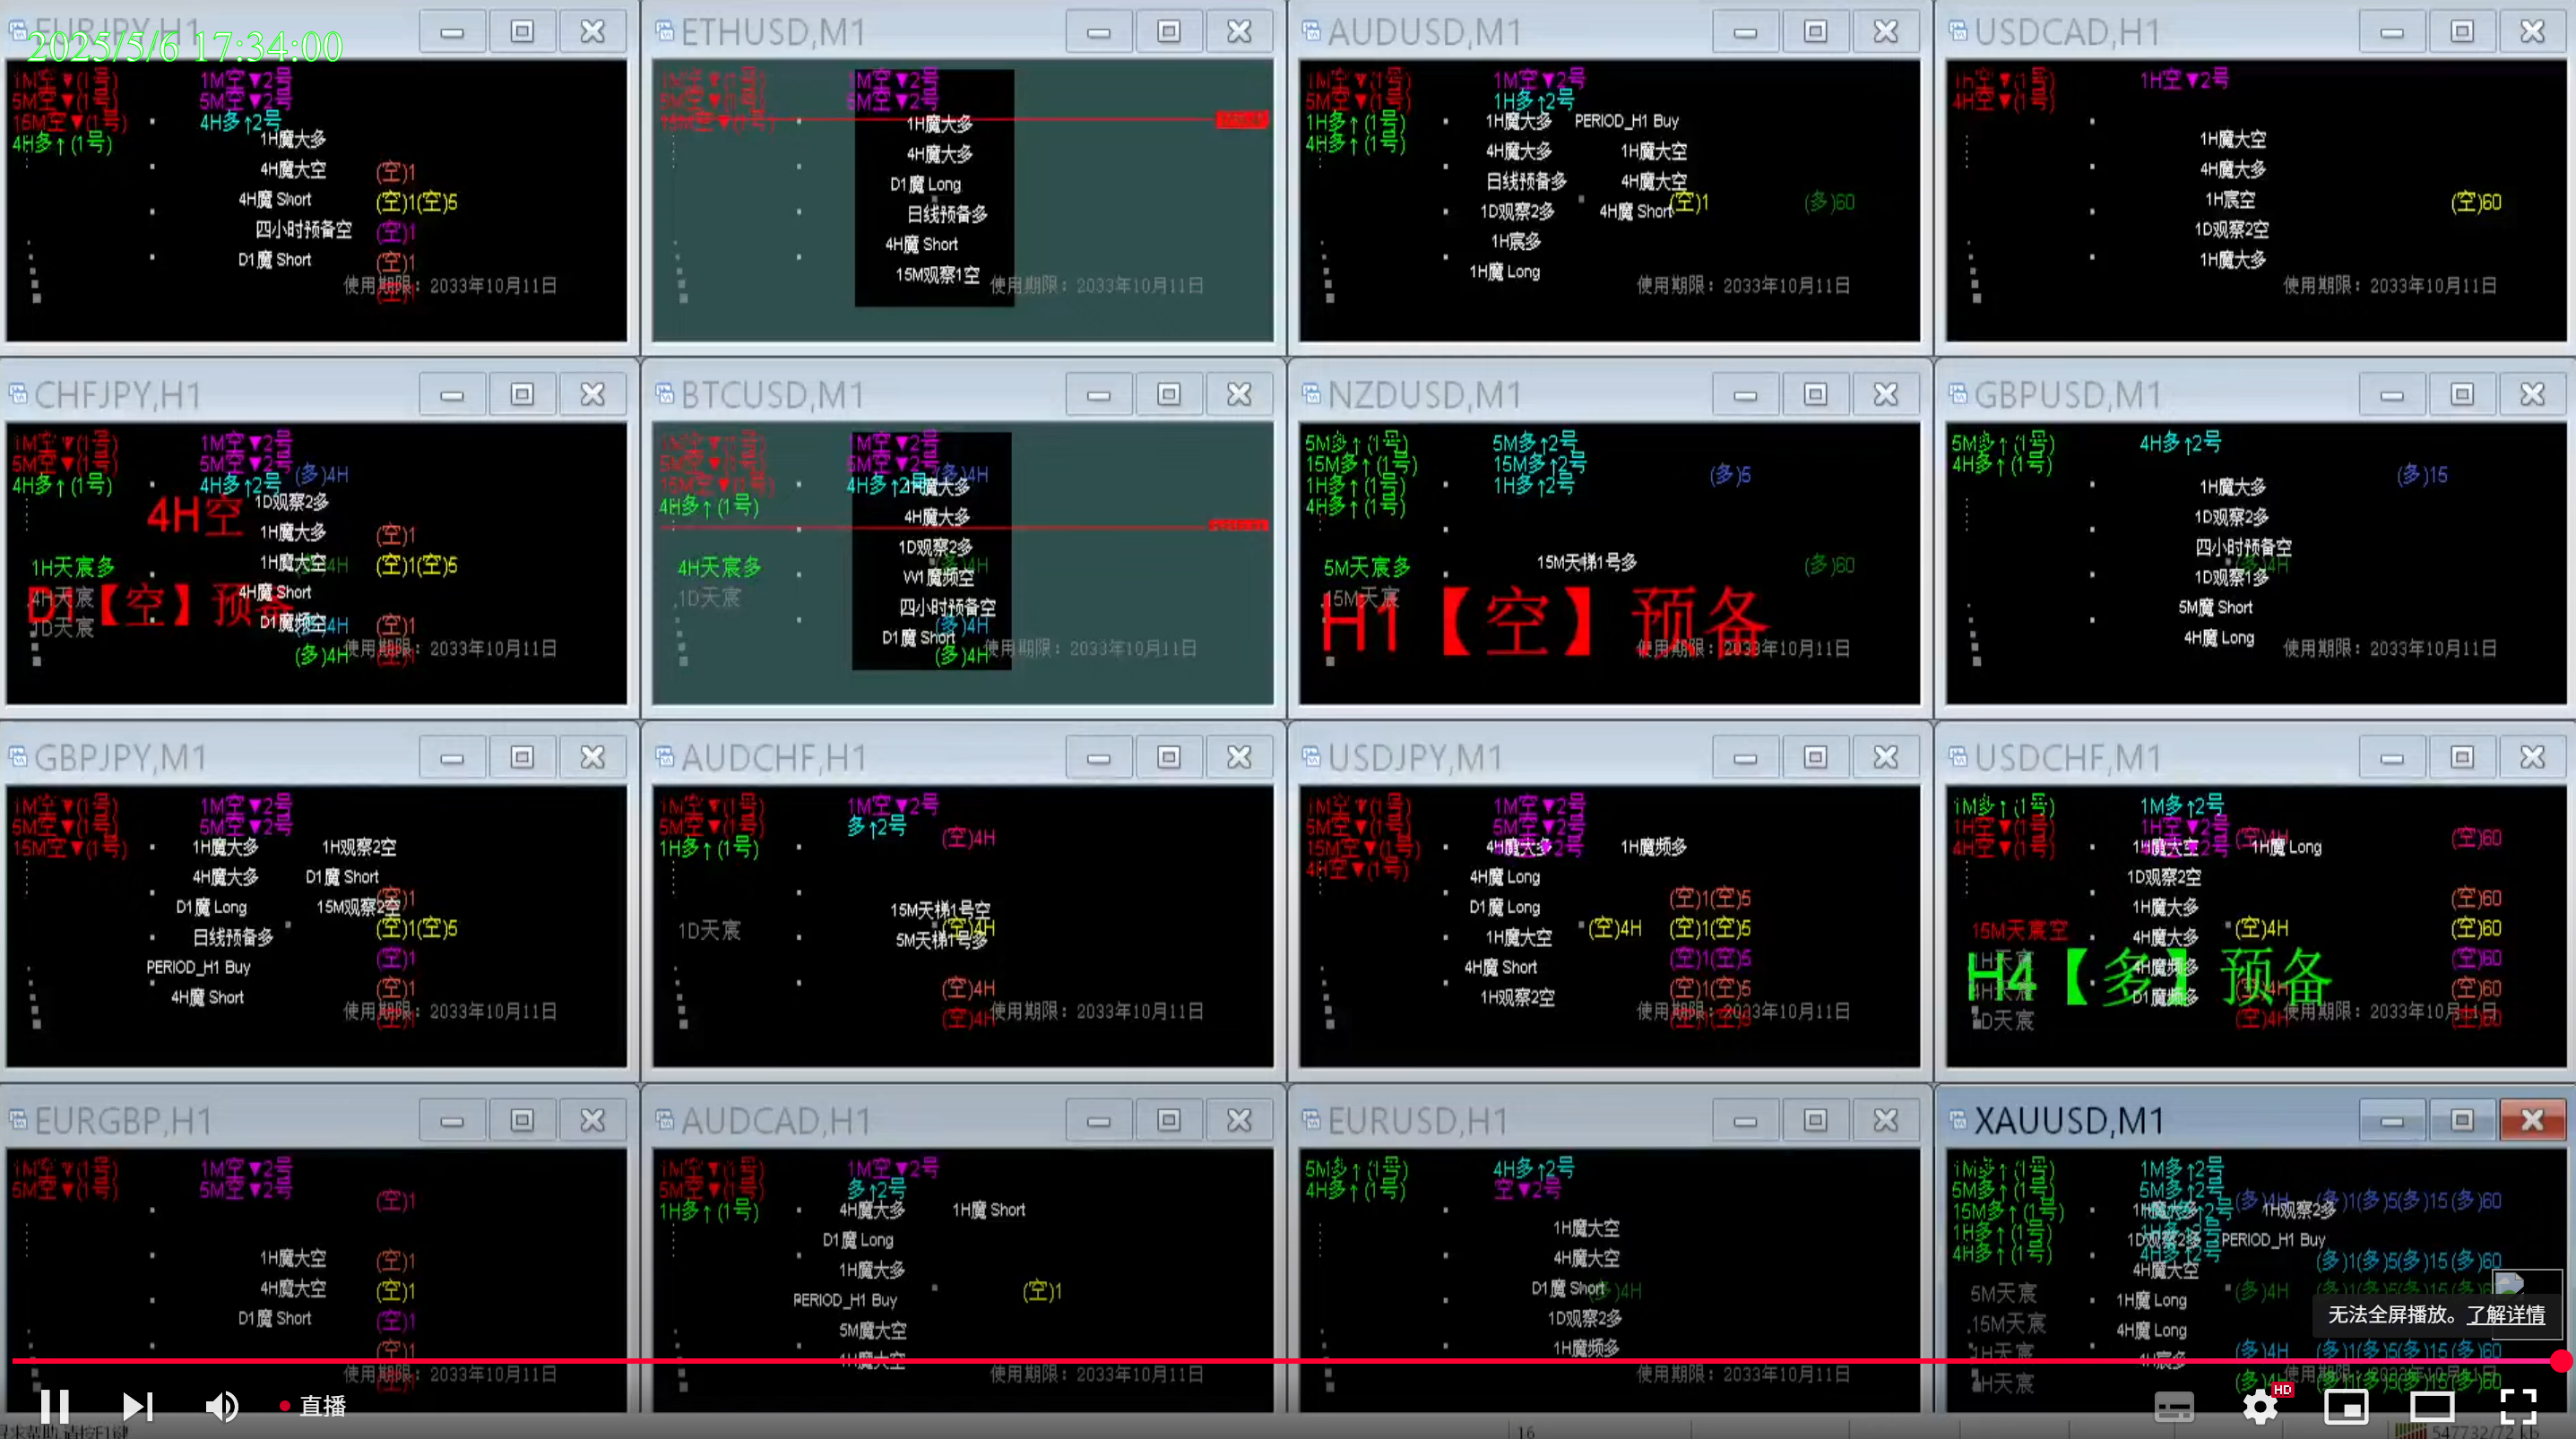 2025/5/6 17:34:00
EURJPY,H1
1M空▼(1号)
5M空▼(1号)
15M空▼(1号)
4H多↑(1号)
1M空▼2号
5M空▼2号
4H多↑2号
1H魔大多
4H魔大空
4H魔 Short
四小时预备空
D1魔 Short
(空)1
(空)1(空)5
(空)1
(空)1
使用期限: 2033年10月11日
ETHUSD,M1
1M空▼(1号)
5M空▼(1号)
15M空▼(1号)
1M空▼2号
5M空▼2号
1H魔大多
4H魔大多
D1魔 Long
日线预备多
4H魔 Short
15M观察1空
使用期限: 2033年10月11日
AUDUSD,M1
1M空▼(1号)
5M空▼(1号)
1H多↑(1号)
4H多↑(1号)
1M空▼2号
1H多↑2号
1H魔大多 PERIOD_H1 Buy
4H魔大多 1H魔大空
日线预备多 4H魔大空
1D观察2多 4H魔 Short
1H宸多
1H魔 Long
(空)1
(多)60
使用期限: 2033年10月11日
USDCAD,H1
1H空▼(1号)
4H空▼(1号)
1H空▼2号
1H魔大空
4H魔大多
1H宸空
1D观察2空
1H魔大多
(空)60
使用期限: 2033年10月11日
CHFJPY,H1
1M空▼(1号)
5M空▼(1号)
4H多↑(1号)
1M空▼2号
5M空▼2号
4H多↑2号
(多)4H
4H空
1D观察2多
1H魔大多
1H魔大空
4H魔 Short
D1魔频空
1H天宸多
4H天宸
1D天宸
D1【空】预备
(空)1
(空)1(空)5
(空)1
(多)4H
使用期限: 2033年10月11日
BTCUSD,M1
1M空▼(1号)
5M空▼(1号)
15M空▼(1号)
4H多↑(1号)
1M空▼2号
5M空▼2号
4H多↑2号
(多)4H
1H魔大多
4H魔大多
1D观察2多
W1魔频空
四小时预备空
D1魔 Short
4H天宸多
1D天宸
(多)4H
(多)4H
使用期限: 2033年10月11日
NZDUSD,M1
5M多↑(1号)
15M多↑(1号)
1H多↑(1号)
4H多↑(1号)
5M多↑2号
15M多↑2号
1H多↑2号
(多)5
15M天梯1号多
(多)60
5M天宸多
15M天宸
H1【空】预备
使用期限: 2033年10月11日
GBPUSD,M1
5M多↑(1号)
4H多↑(1号)
4H多↑2号
(多)15
1H魔大多
1D观察2多
四小时预备空
1D观察1多
5M魔 Short
4H魔 Long
(多)4H
使用期限: 2033年10月11日
GBPJPY,M1
1M空▼(1号)
5M空▼(1号)
15M空▼(1号)
1M空▼2号
5M空▼2号
1H魔大多 1H观察2空
4H魔大多 D1魔 Short
D1魔 Long 15M观察2空
日线预备多
PERIOD_H1 Buy
4H魔 Short
(空)1
(空)1(空)5
(空)1
(空)1
使用期限: 2033年10月11日
AUDCHF,H1
1M空▼(1号)
5M空▼(1号)
1H多↑(1号)
1M空▼2号
多↑2号
(空)4H
15M天梯1号空
5M天梯1号多
1D天宸
(空)4H
(空)4H
(空)4H
使用期限: 2033年10月11日
USDJPY,M1
1M空▼(1号)
5M空▼(1号)
15M空▼(1号)
4H空▼(1号)
1M空▼2号
5M空▼2号
4H魔大多 1H魔频多
4H魔 Long
D1魔 Long
1H魔大空
4H魔 Short
1H观察2空
(空)1(空)5
(空)4H (空)1(空)5
(空)1(空)5
(空)1(空)5
使用期限: 2033年10月11日
USDCHF,M1
1M多↑(1号)
1H空▼(1号)
4H空▼(1号)
1M多↑2号
1H空▼2号
(空)4H (空)60
1H魔大空 1H魔 Long
1D观察2空
1H魔大多
4H魔大多
4H魔频多
D1魔频多
15M天宸空
1H天宸
4H天宸
1D天宸
H4【多】预备
(空)60
(空)4H (空)60
(空)60
(空)4H (空)60
(空)4H (空)60
使用期限: 2033年10月11日
EURGBP,H1
1M空▼(1号)
5M空▼(1号)
1M空▼2号
5M空▼2号
(空)1
1H魔大空
4H魔大空
D1魔 Short
(空)1
(空)1
(空)1
(空)1
使用期限: 2033年10月11日
AUDCAD,H1
1M空▼(1号)
5M空▼(1号)
1H多↑(1号)
1M空▼2号
多↑2号
4H魔大多 1H魔 Short
D1魔 Long
1H魔大多
PERIOD_H1 Buy
5M魔大空
4H魔大空
(空)1
使用期限: 2033年10月11日
EURUSD,H1
5M多↑(1号)
4H多↑(1号)
4H多↑2号
空▼2号
1H魔大空
4H魔大空
D1魔 Short
1D观察2多
1H魔频多
使用期限: 2033年10月11日
XAUUSD,M1
1M多↑(1号)
5M多↑(1号)
15M多↑(1号)
1H多↑(1号)
4H多↑(1号)
1M多↑2号
5M多↑2号
4H多↑2号
(多)4H (多)1(多)5(多)15(多)60
1H观察2多
1D观察2多 PERIOD_H1 Buy
4H魔大空
1H魔 Long
4H魔 Long
(多)1(多)5(多)15(多)60
(多)4H
5M天宸
15M天宸
1H天宸
4H天宸
(多)4H (多)1(多)5(多)15(多)60
无法全屏播放。了解详情
直播
HD
16